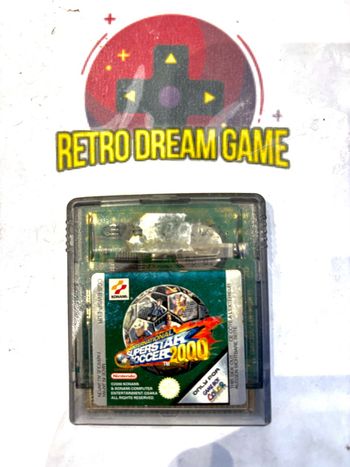 RETRO DREAM GAME
KONAMI
INTERNATIONAL
SUPERSTAR
SOCCER 2000
Nintendo
©2000 KONAMI
& KONAMI COMPUTER
ENTERTAINMENT OSAKA
ALL RIGHTS RESERVED.
ONLY FOR
GAME BOY
COLOR